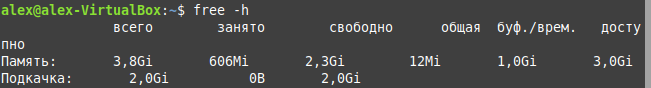 alex@alex-VirtualBox:~$ free -h
всего занято свободно общая буф./врем. досту
пно
Память: 3,8Gi 606Mi 2,3Gi 12Mi 1,0Gi 3,0Gi
Подкачка: 2,0Gi 0B 2,0Gi